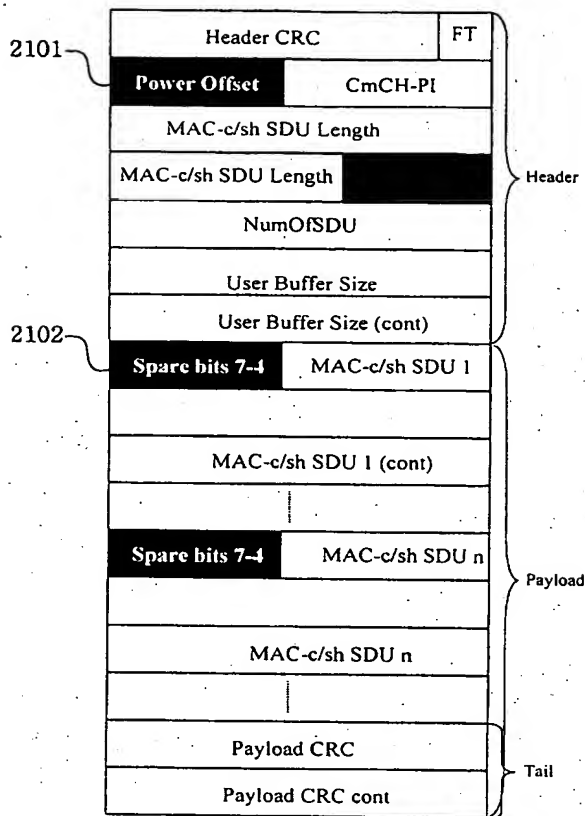 Header CRC FT
2101
Power Offset CmCH-PI
MAC-c/sh SDU Length
MAC-c/sh SDU Length
Header
NumOfSDU
User Buffer Size
User Buffer Size (cont)
2102
Spare bits 7-4 MAC-c/sh SDU 1
MAC-c/sh SDU 1 (cont)
Spare bits 7-4 MAC-c/sh SDU n
Payload
MAC-c/sh SDU n
Payload CRC
Tail
Payload CRC cont